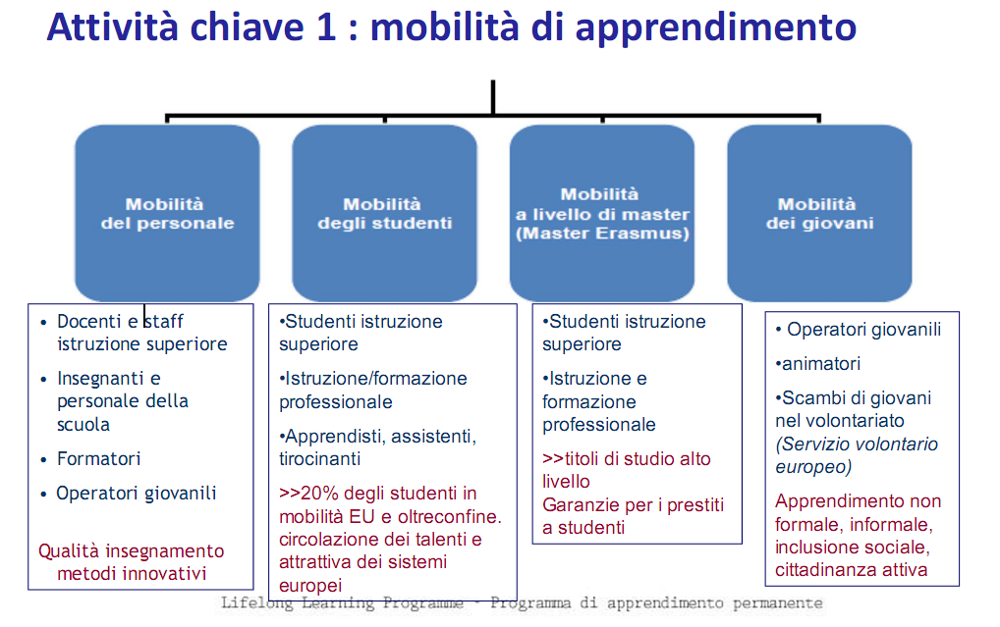 Attività chiave 1 : mobilità di apprendimento
Mobilità
del personale
Mobilità
degli studenti
Mobilità
a livello di master
(Master Erasmus)
Mobilità
dei giovani
• Docenti e staff
istruzione superiore
• Insegnanti e
personale della
scuola
• Formatori
• Operatori giovanili
Qualità insegnamento
metodi innovativi
•Studenti istruzione
superiore
•Istruzione/formazione
professionale
•Apprendisti, assistenti,
tirocinanti
>>20% degli studenti in
mobilità EU e oltreconfine.
circolazione dei talenti e
attrattiva dei sistemi
europei
•Studenti istruzione
superiore
•Istruzione e
formazione
professionale
>>titoli di studio alto
livello
Garanzie per i prestiti
a studenti
• Operatori giovanili
•animatori
•Scambi di giovani
nel volontariato
(Servizio volontario
europeo)
Apprendimento non
formale, informale,
inclusione sociale,
cittadinanza attiva
Lifelong Learning Programme - Programma di apprendimento permanente